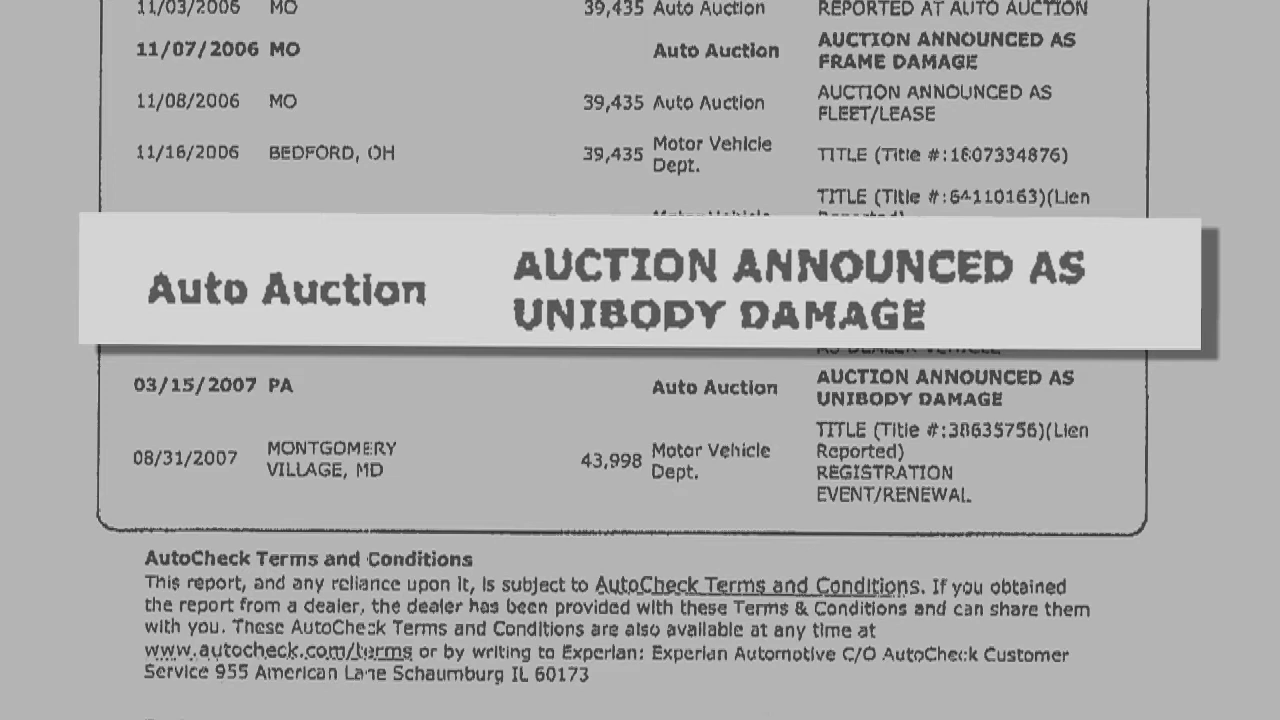 11/03/2006 MO 39,435 Auto Auction REPORTED AT AUTO AUCTION
11/07/2006 MO Auto Auction AUCTION ANNOUNCED AS
FRAME DAMAGE
11/08/2006 MO 39,435 Auto Auction AUCTION ANNOUNCED AS
FLEET/LEASE
11/16/2006 BEDFORD, OH 39,435 Motor Vehicle
Dept. TITLE (Title #:1607334876)
TITLE (Title #:64110163)(Lien
Reported)
Motor Vehicle
Auto Auction AUCTION ANNOUNCED AS
UNIBODY DAMAGE
AS DEALER VEHICLE
03/15/2007 PA Auto Auction AUCTION ANNOUNCED AS
UNIBODY DAMAGE
08/31/2007 MONTGOMERY
VILLAGE, MD 43,998 Motor Vehicle
Dept. TITLE (Title #:38635756)(Lien
Reported)
REGISTRATION
EVENT/RENEWAL
AutoCheck Terms and Conditions
This report, and any reliance upon it, is subject to AutoCheck Terms and Conditions. If you obtained
the report from a dealer, the dealer has been provided with these Terms & Conditions and can share them
with you. These AutoCheck Terms and Conditions are also available at any time at
www.autocheck.com/terms or by writing to Experian: Experian Automotive C/O AutoCheck Customer
Service 955 American Lane Schaumburg IL 60173